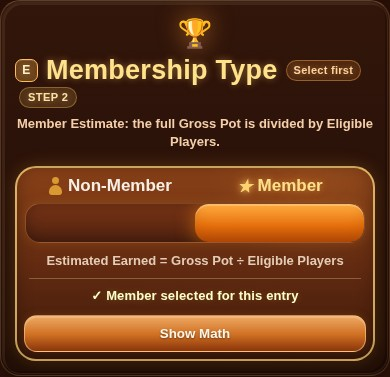 E Membership Type Select first
STEP 2
Member Estimate: the full Gross Pot is divided by Eligible
Players.
Non-Member ★ Member
Estimated Earned = Gross Pot ÷ Eligible Players
✓ Member selected for this entry
Show Math